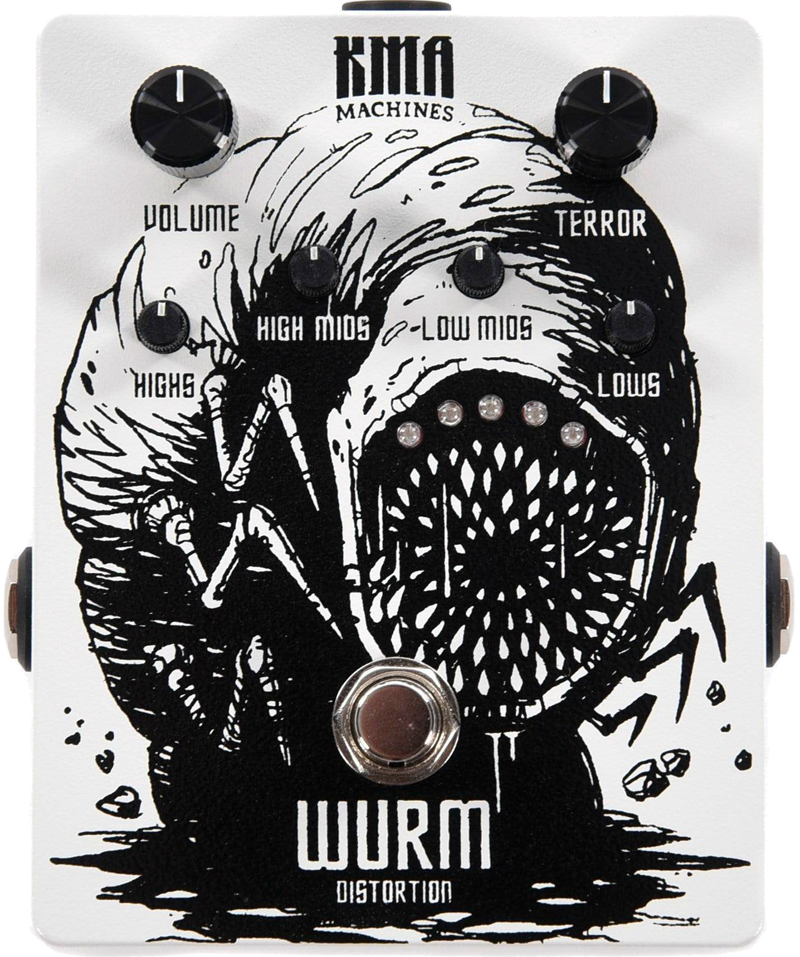 KMA
MACHINES
VOLUME
TERROR
HIGH MIDS
LOW MIDS
HIGHS
LOWS
WURM
DISTORTION